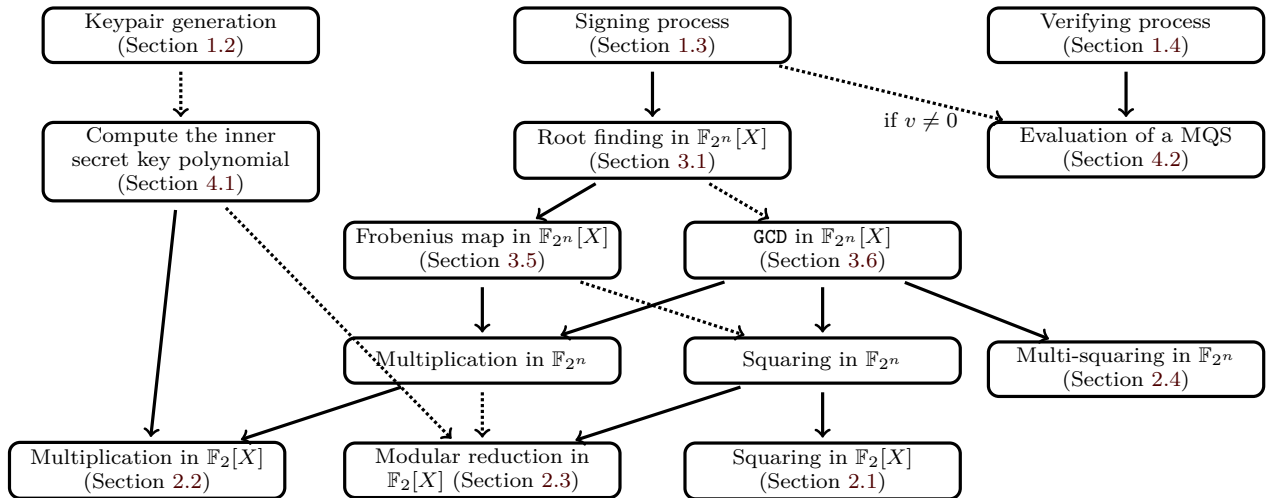 Keypair generation
(Section 1.2)
Signing process
(Section 1.3)
Verifying process
(Section 1.4)
if v ≠ 0
Compute the inner
secret key polynomial
(Section 4.1)
Root finding in 𝔽₂ⁿ[X]
(Section 3.1)
Evaluation of a MQS
(Section 4.2)
Frobenius map in 𝔽₂ⁿ[X]
(Section 3.5)
GCD in 𝔽₂ⁿ[X]
(Section 3.6)
Multiplication in 𝔽₂ⁿ
Squaring in 𝔽₂ⁿ
Multi-squaring in 𝔽₂ⁿ
(Section 2.4)
Multiplication in 𝔽₂[X]
(Section 2.2)
Modular reduction in
𝔽₂[X] (Section 2.3)
Squaring in 𝔽₂[X]
(Section 2.1)